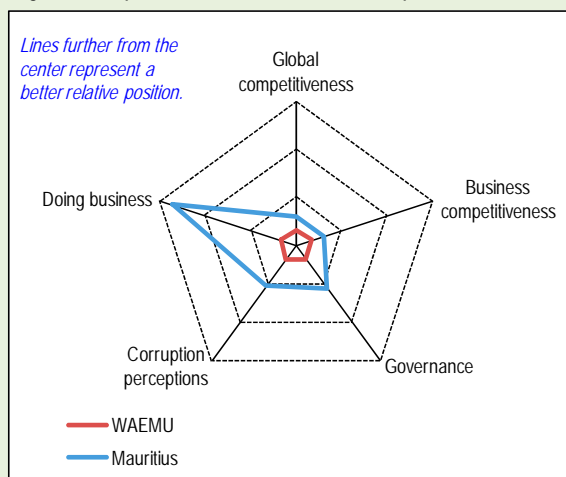 Lines further from the
center represent a
better relative position.
Global
competitiveness
Doing business
Business
competitiveness
Corruption
perceptions
Governance
WAEMU
Mauritius